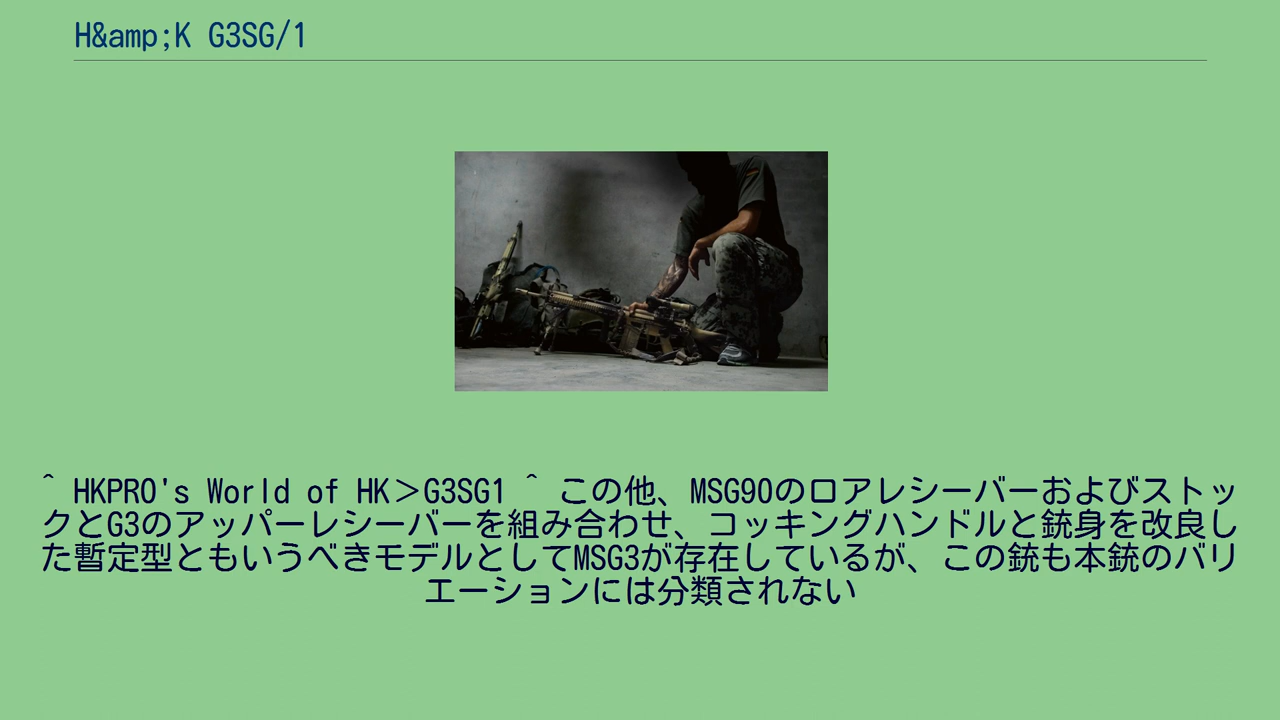 H&amp;K G3SG/1
^ HKPRO's World of HK＞G3SG1 ^ この他、MSG90のロアレシーバーおよびストッ
クとG3のアッパーレシーバーを組み合わせ、コッキングハンドルと銃身を改良し
た暫定型ともいうべきモデルとしてMSG3が存在しているが、この銃も本銃のバリ
エーションには分類されない